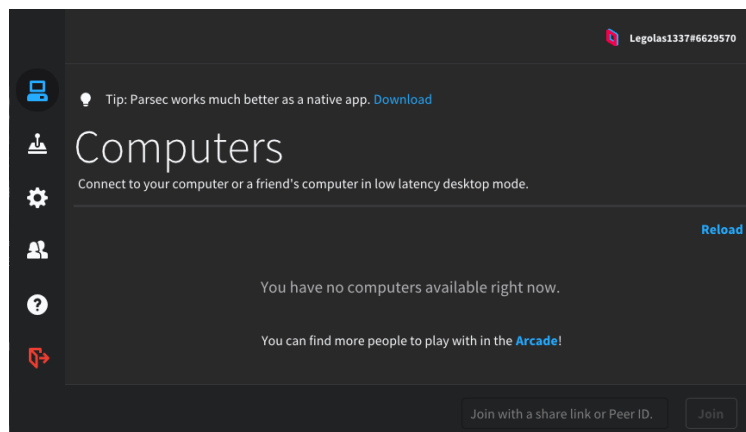 Legolas1337#6629570
Tip: Parsec works much better as a native app. Download
Computers
Connect to your computer or a friend's computer in low latency desktop mode.
Reload
You have no computers available right now.
You can find more people to play with in the Arcade!
Join with a share link or Peer ID.
Join